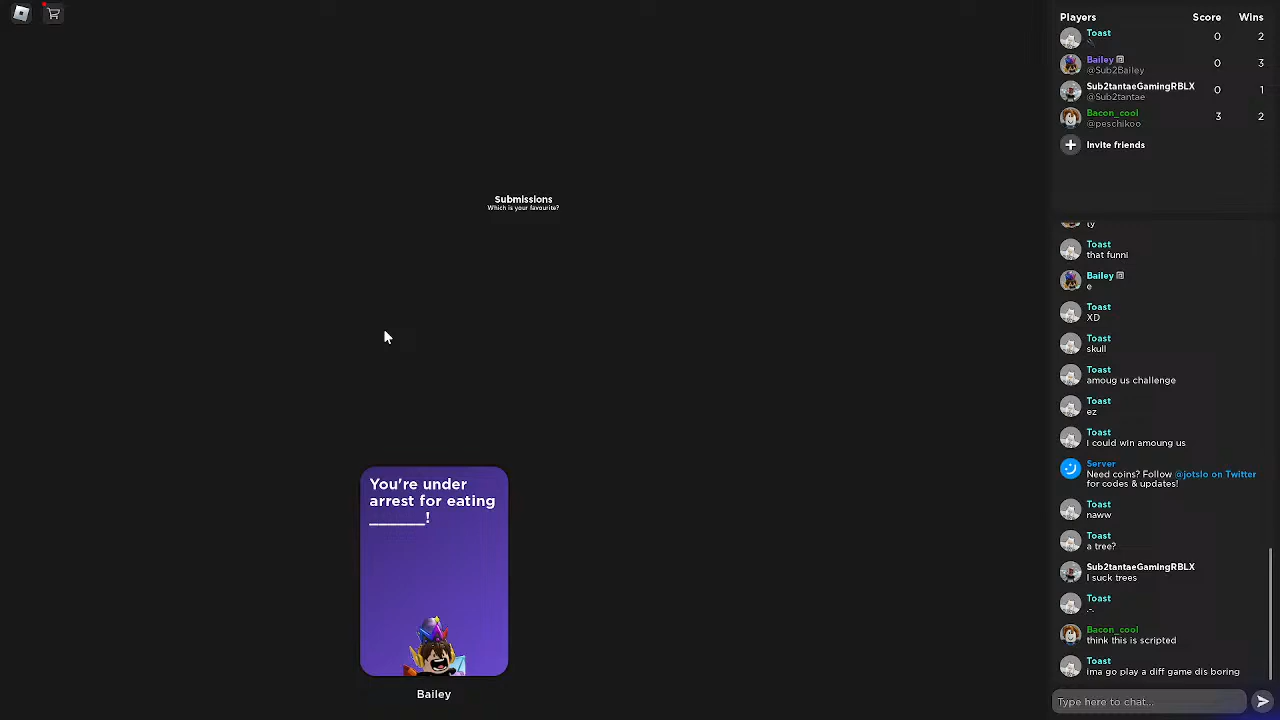 Submissions
Which is your favourite?
You're under
arrest for eating
______!
Bailey
Players Score Wins
Toast 0 2
Bailey 0 3
@Sub2Bailey
Sub2tantaeGamingRBLX 0 1
@Sub2tantae
Bacon_cool 3 2
@peschikoo
Invite friends
ty
Toast
that funni
Bailey
e
Toast
XD
Toast
skull
Toast
amoug us challenge
Toast
ez
Toast
I could win amoung us
Server
Need coins? Follow @jotslo on Twitter
for codes & updates!
Toast
naww
Toast
a tree?
Sub2tantaeGamingRBLX
I suck trees
Toast
.-.
Bacon_cool
think this is scripted
Toast
ima go play a diff game dis boring
Type here to chat...